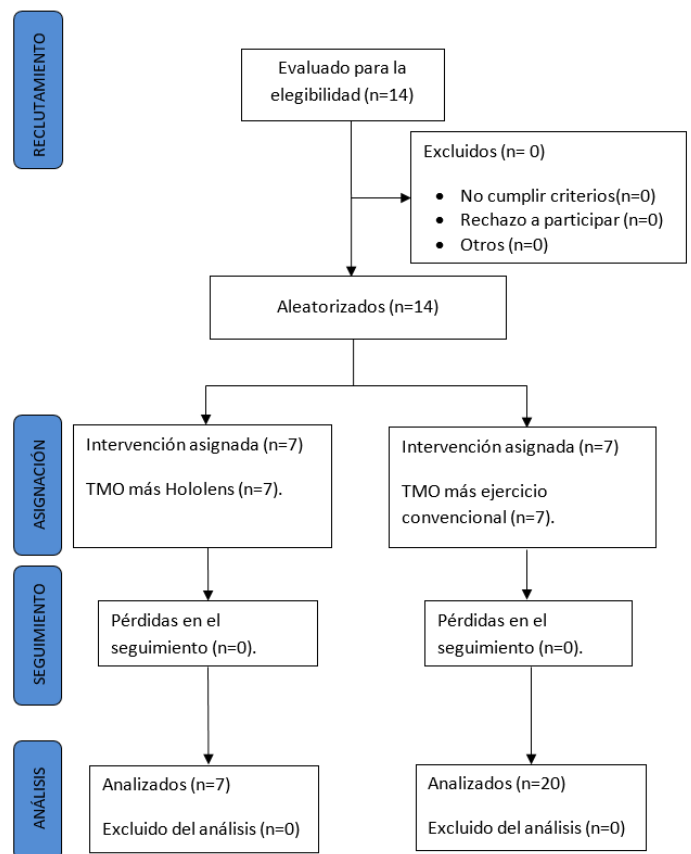 RECLUTAMIENTO
Evaluado para la
elegibilidad (n=14)
Excluidos (n= 0)
• No cumplir criterios(n=0)
• Rechazo a participar (n=0)
• Otros (n=0)
Aleatorizados (n=14)
ASIGNACIÓN
Intervención asignada (n=7)
TMO más Hololens (n=7).
Intervención asignada (n=7)
TMO más ejercicio
convencional (n=7).
SEGUIMIENTO
Pérdidas en el
seguimiento (n=0).
Pérdidas en el
seguimiento (n=0).
ANÁLISIS
Analizados (n=7)
Excluido del análisis (n=0)
Analizados (n=20)
Excluido del análisis (n=0)